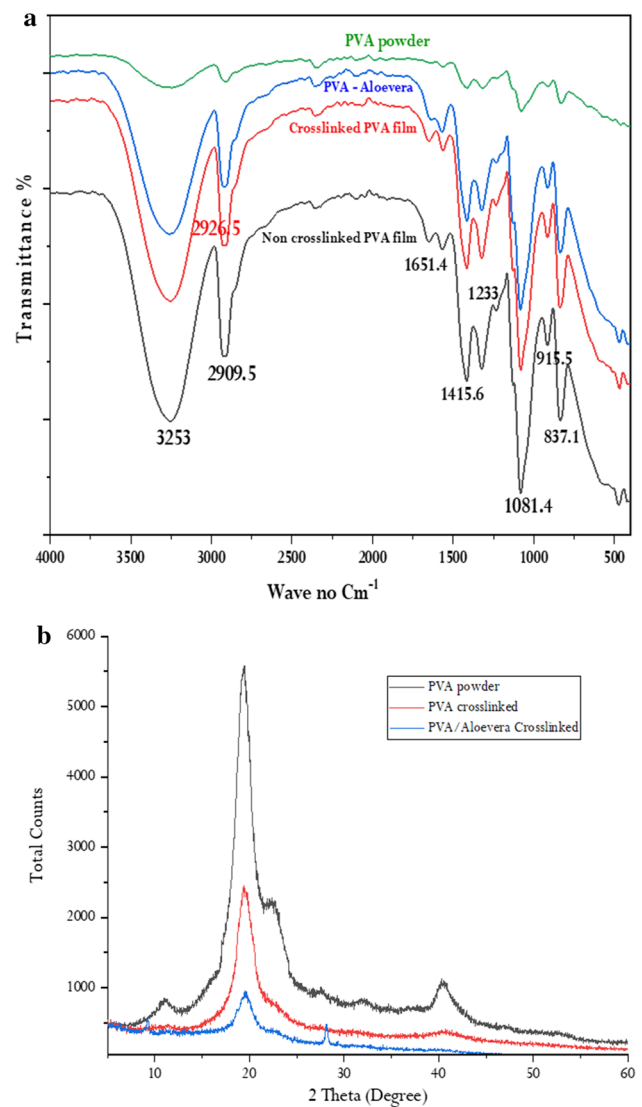 a
PVA powder
PVA - Aloevera
Crosslinked PVA film
2926.5
Non crosslinked PVA film
1651.4
1233
2909.5
915.5
1415.6
3253
837.1
1081.4
Transmittance %
4000 3500 3000 2500 2000 1500 1000 500
Wave no Cm-1
b
6000
5000
4000
3000
2000
1000
Total Counts
PVA powder
PVA crosslinked
PVA/Aloevera Crosslinked
10 20 30 40 50 60
2 Theta (Degree)